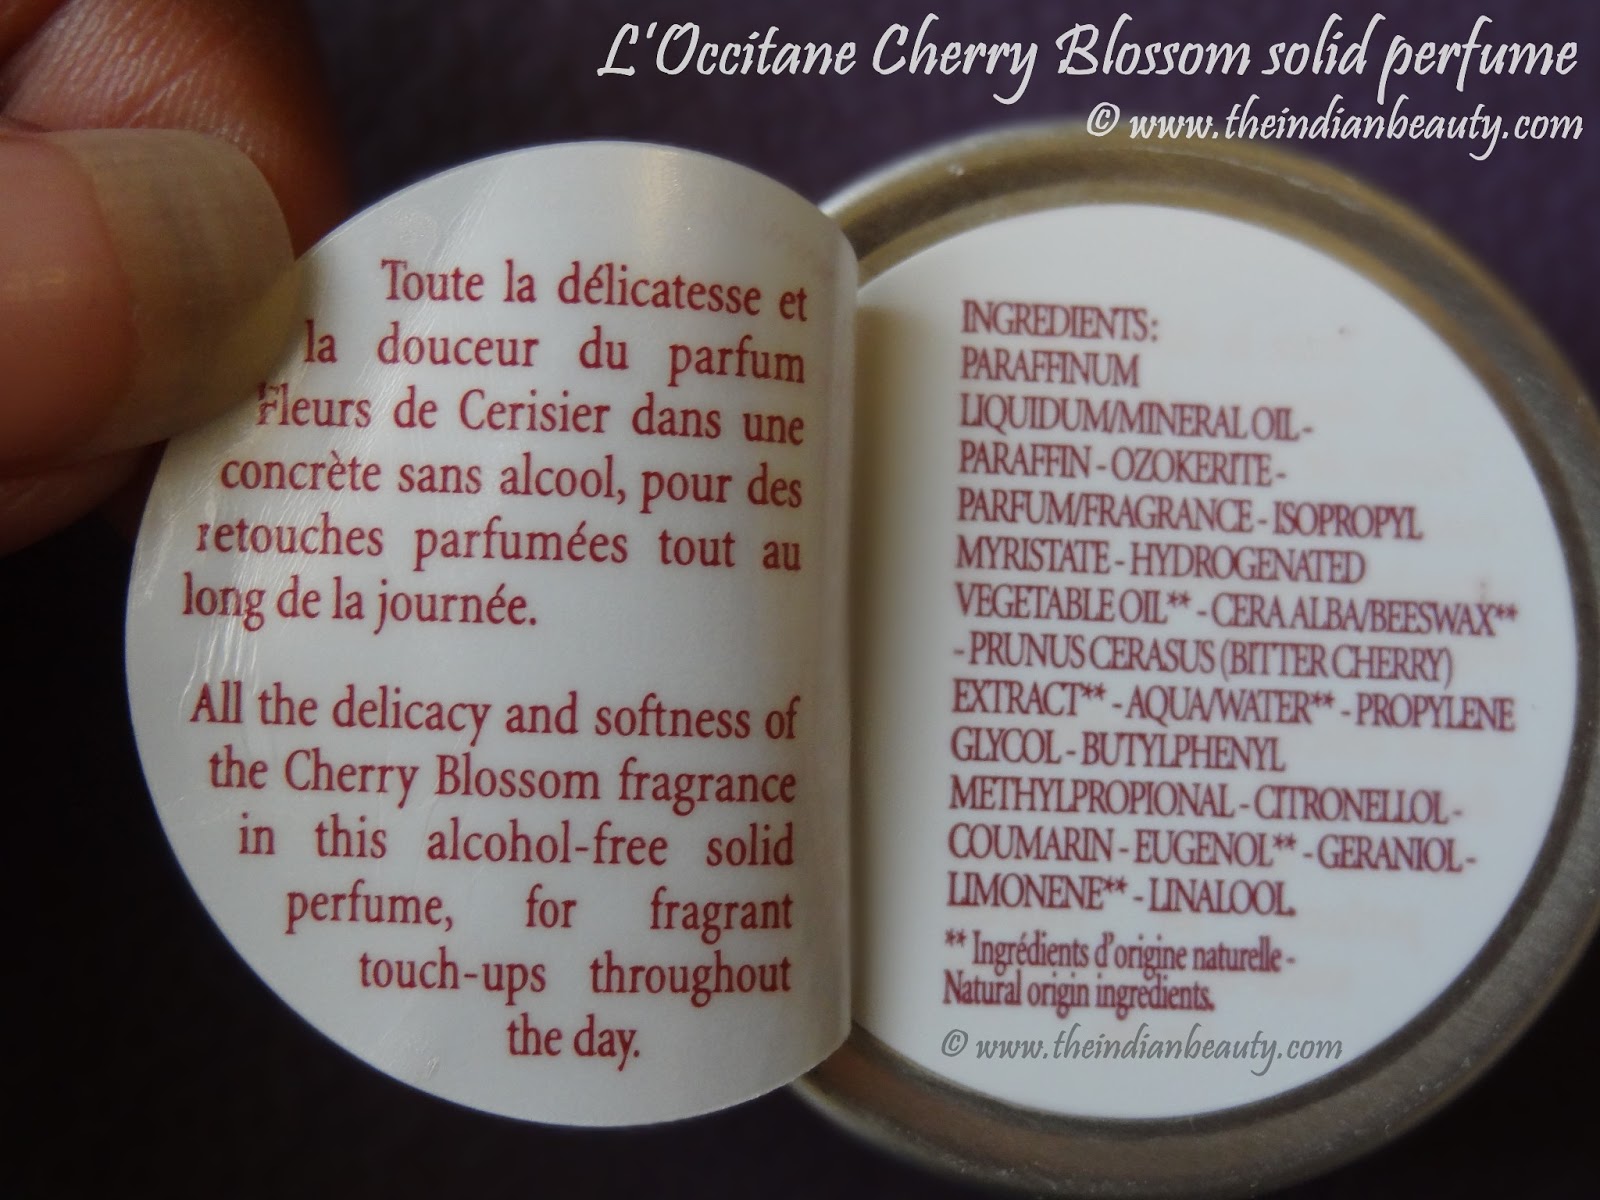 L'Occitane Cherry Blossom solid perfume
© www.theindianbeauty.com
Toute la délicatesse et
la douceur du parfum
Fleurs de Cerisier dans une
concrète sans alcool, pour des
retouches parfumées tout au
long de la journée.
All the delicacy and softness of
the Cherry Blossom fragrance
in this alcohol-free solid
perfume, for fragrant
touch-ups throughout
the day.
INGREDIENTS:
PARAFFINUM
LIQUIDUM/MINERAL OIL -
PARAFFIN - OZOKERITE -
PARFUM/FRAGRANCE - ISOPROPYL
MYRISTATE - HYDROGENATED
VEGETABLE OIL** - CERA ALBA/BEESWAX**
- PRUNUS CERASUS (BITTER CHERRY)
EXTRACT** - AQUA/WATER** - PROPYLENE
GLYCOL - BUTYLPHENYL
METHYLPROPIONAL - CITRONELLOL -
COUMARIN - EUGENOL** - GERANIOL -
LIMONENE** - LINALOOL.
** Ingrédients d'origine naturelle -
Natural origin ingredients.
© www.theindianbeauty.com